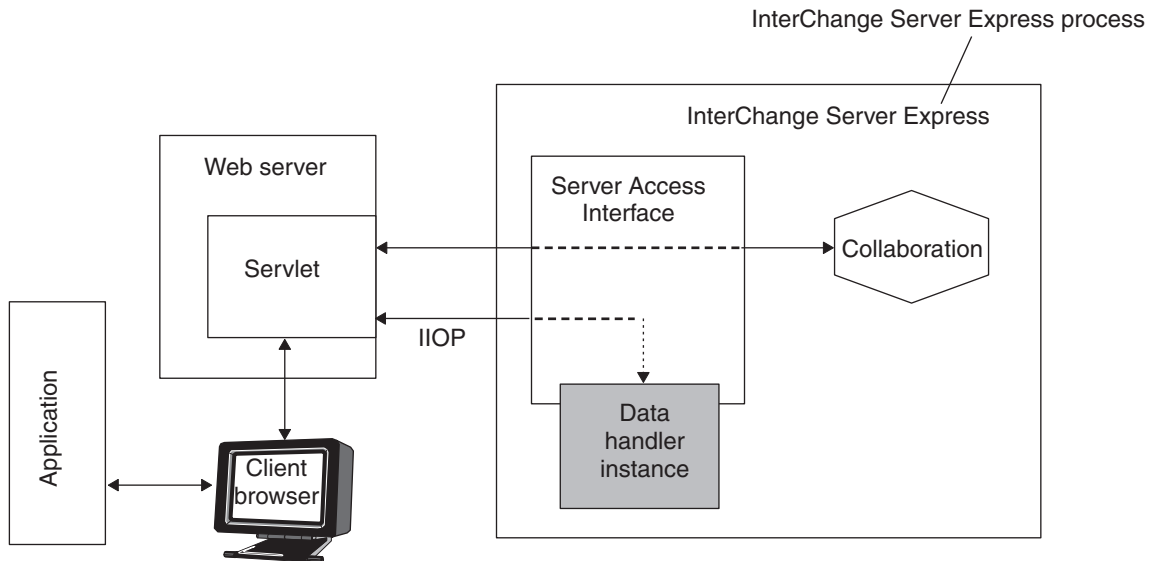 InterChange Server Express process
InterChange Server Express
Web server
Server Access
Interface
Servlet
Collaboration
IIOP
Application
Client
browser
Data
handler
instance